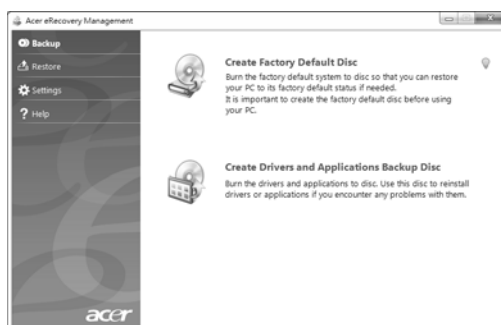 Acer eRecovery Management
Backup
Restore
Settings
Help
Create Factory Default Disc
Burn the factory default system to disc so that you can restore
your PC to its factory default status if needed.
It is important to create the factory default disc before using
your PC.
Create Drivers and Applications Backup Disc
Burn the drivers and applications to disc. Use this disc to reinstall
drivers or applications if you encounter any problems with them.
acer